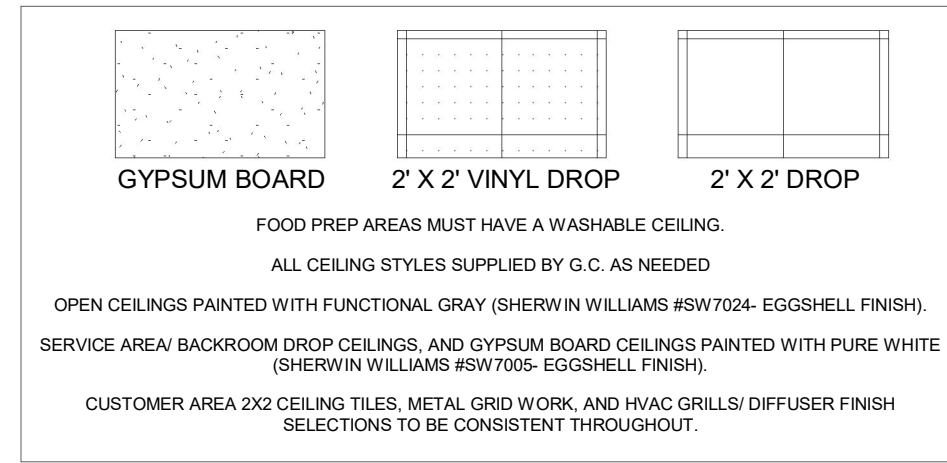 GYPSUM BOARD
2' X 2' VINYL DROP
2' X 2' DROP
FOOD PREP AREAS MUST HAVE A WASHABLE CEILING.
ALL CEILING STYLES SUPPLIED BY G.C. AS NEEDED
OPEN CEILINGS PAINTED WITH FUNCTIONAL GRAY (SHERWIN WILLIAMS #SW7024- EGGSHELL FINISH).
SERVICE AREA/ BACKROOM DROP CEILINGS, AND GYPSUM BOARD CEILINGS PAINTED WITH PURE WHITE
(SHERWIN WILLIAMS #SW7005- EGGSHELL FINISH).
CUSTOMER AREA 2X2 CEILING TILES, METAL GRID WORK, AND HVAC GRILLS/ DIFFUSER FINISH
SELECTIONS TO BE CONSISTENT THROUGHOUT.